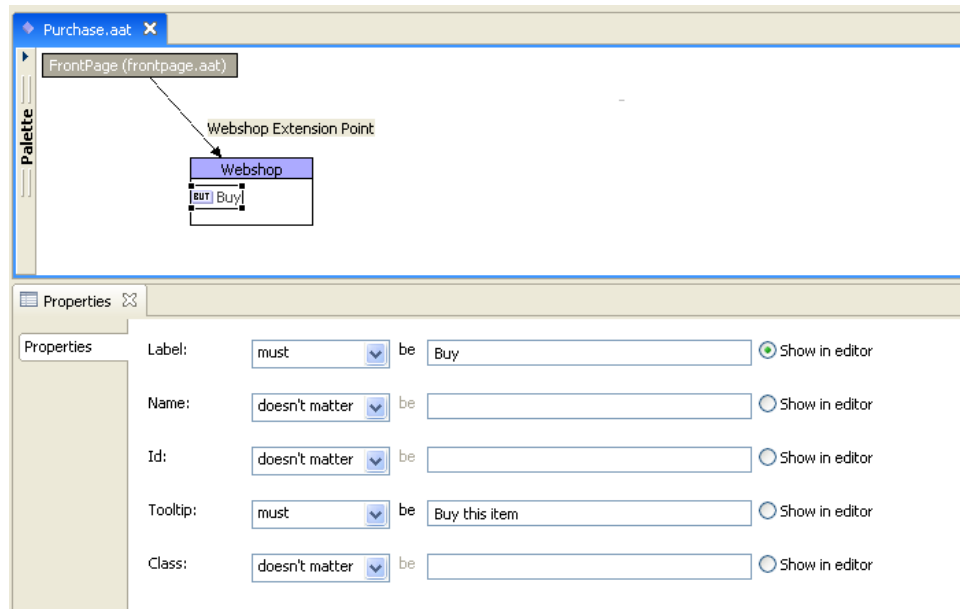 Purchase.aat
FrontPage (frontpage.aat)
Palette
Webshop Extension Point
Webshop
BUT Buy
Properties
Properties
Label: must be Buy Show in editor
Name: doesn't matter be Show in editor
Id: doesn't matter be Show in editor
Tooltip: must be Buy this item Show in editor
Class: doesn't matter be Show in editor